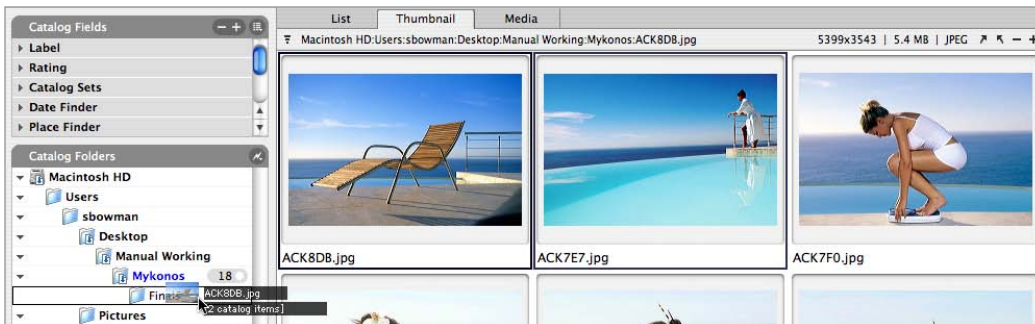 List Thumbnail Media
Catalog Fields
Macintosh HD:Users:sbowman:Desktop:Manual Working:Mykonos:ACK8DB.jpg 5399x3543 | 5.4 MB | JPEG
Label
Rating
Catalog Sets
Date Finder
Place Finder
Catalog Folders
Macintosh HD
Users
sbowman
Desktop
Manual Working
Mykonos 18
ACK8DB.jpg
2 catalog items]
Pictures
ACK8DB.jpg ACK7E7.jpg ACK7F0.jpg